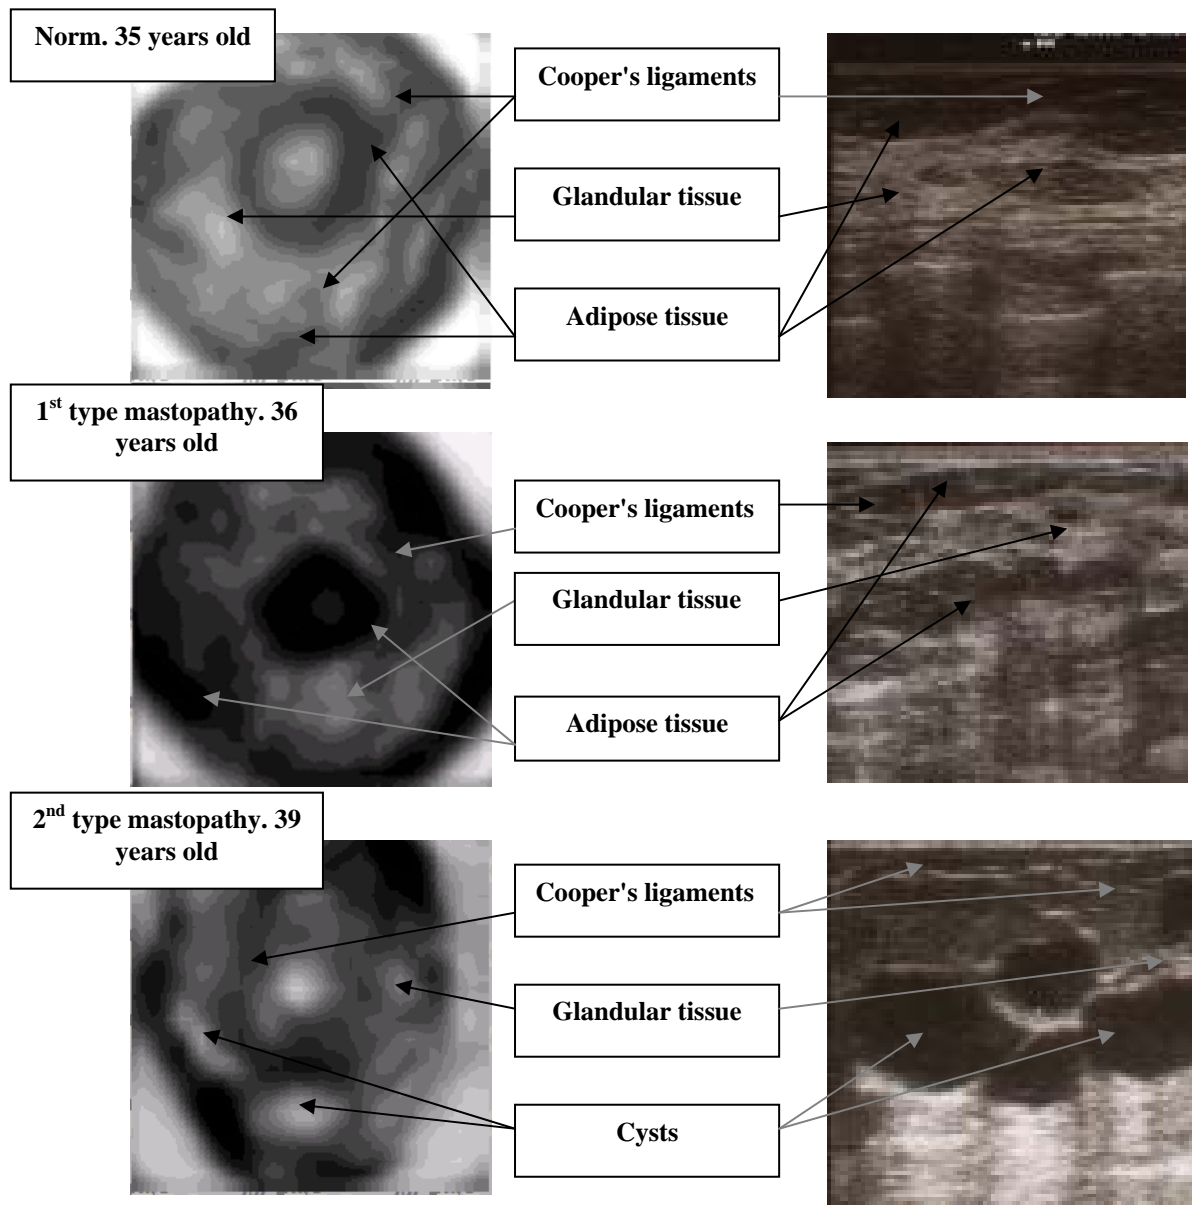 Norm. 35 years old
Cooper's ligaments
Glandular tissue
Adipose tissue
1st type mastopathy. 36
years old
Cooper's ligaments
Glandular tissue
Adipose tissue
2nd type mastopathy. 39
years old
Cooper's ligaments
Glandular tissue
Cysts